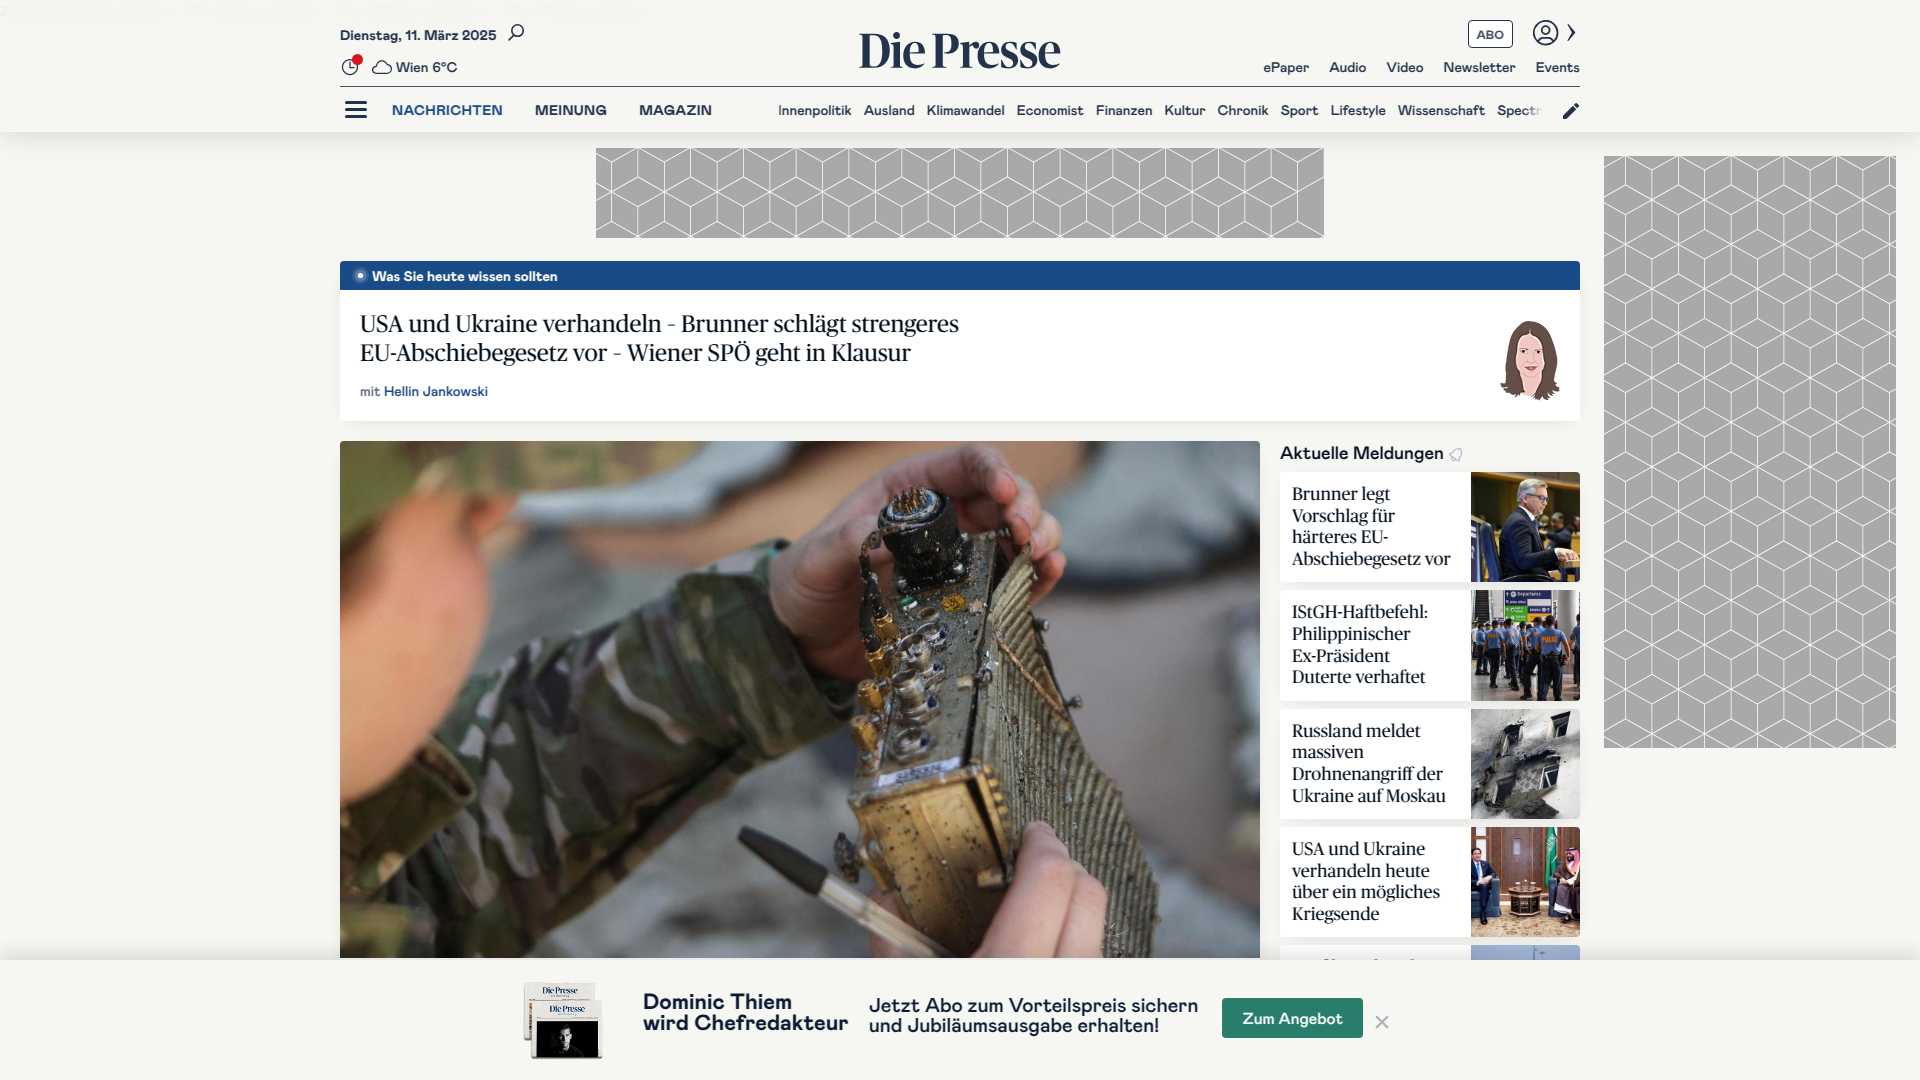 Dienstag, 11. März 2025
Wien 6°C
Die Presse
ABO
ePaper Audio Video Newsletter Events
NACHRICHTEN MEINUNG MAGAZIN
Innenpolitik Ausland Klimawandel Economist Finanzen Kultur Chronik Sport Lifestyle Wissenschaft
Was Sie heute wissen sollten
USA und Ukraine verhandeln – Brunner schlägt strengeres
EU-Abschiebegesetz vor – Wiener SPÖ geht in Klausur
mit Hellin Jankowski
Aktuelle Meldungen
Brunner legt
Vorschlag für
härteres EU-
Abschiebegesetz vor
IStGH-Haftbefehl:
Philippinischer
Ex-Präsident
Duterte verhaftet
Russland meldet
massiven
Drohnenangriff der
Ukraine auf Moskau
USA und Ukraine
verhandeln heute
über ein mögliches
Kriegsende
Die Presse
Die Presse
Dominic Thiem
wird Chefredakteur
Jetzt Abo zum Vorteilspreis sichern
und Jubiläumsausgabe erhalten!
Zum Angebot